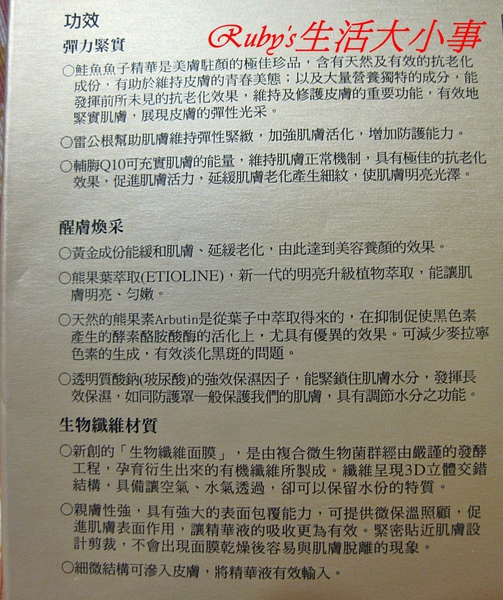 功效
Ruby's生活大小事
彈力緊實
○鮭魚魚子精華是美膚駐顏的極佳珍品，含有天然及有效的抗老化
成份，有助於維持皮膚的青春美態；以及大量營養獨特的成分，能
發揮前所未見的抗老化效果，維持及修護皮膚的重要功能，有效地
緊實肌膚，展現皮膚的彈性光采。
○雷公根幫助肌膚維持彈性緊緻，加強肌膚活化，增加防護能力。
○輔脢Q10可充實肌膚的能量，維持肌膚正常機制，具有極佳的抗老化
效果，促進肌膚活力，延緩肌膚老化產生細紋，使肌膚明亮光澤。
醒膚煥采
○黃金成份能緩和肌膚、延緩老化，由此達到美容養顏的效果。
○熊果葉萃取(ETIOLINE)，新一代的明亮升級植物萃取，能讓肌
膚明亮、勻嫩。
○天然的熊果素Arbutin是從葉子中萃取得來的，在抑制促使黑色素
產生的酵素酪胺酸酶的活化上，尤具有優異的效果。可減少麥拉寧
色素的生成，有效淡化黑斑的問題。
○透明質酸鈉(玻尿酸)的強效保濕因子，能緊鎖住肌膚水分，發揮長
效保濕，如同防護罩一般保護我們的肌膚，具有調節水分之功能。
生物纖維材質
○新創的「生物纖維面膜」，是由複合微生物菌群經由嚴謹的發酵
工程，孕育衍生出來的有機纖維所製成。纖維呈現3D立體交錯
結構，具備讓空氣、水氣透過，卻可以保留水份的特質。
○親膚性強，具有強大的表面包覆能力，可提供微保溫照顧，促
進肌膚表面作用，讓精華液的吸收更為有效。緊密貼近肌膚設
計剪裁，不會出現面膜乾燥後容易與肌膚脫離的現象。
○細微結構可滲入皮膚，將精華液有效輸入。